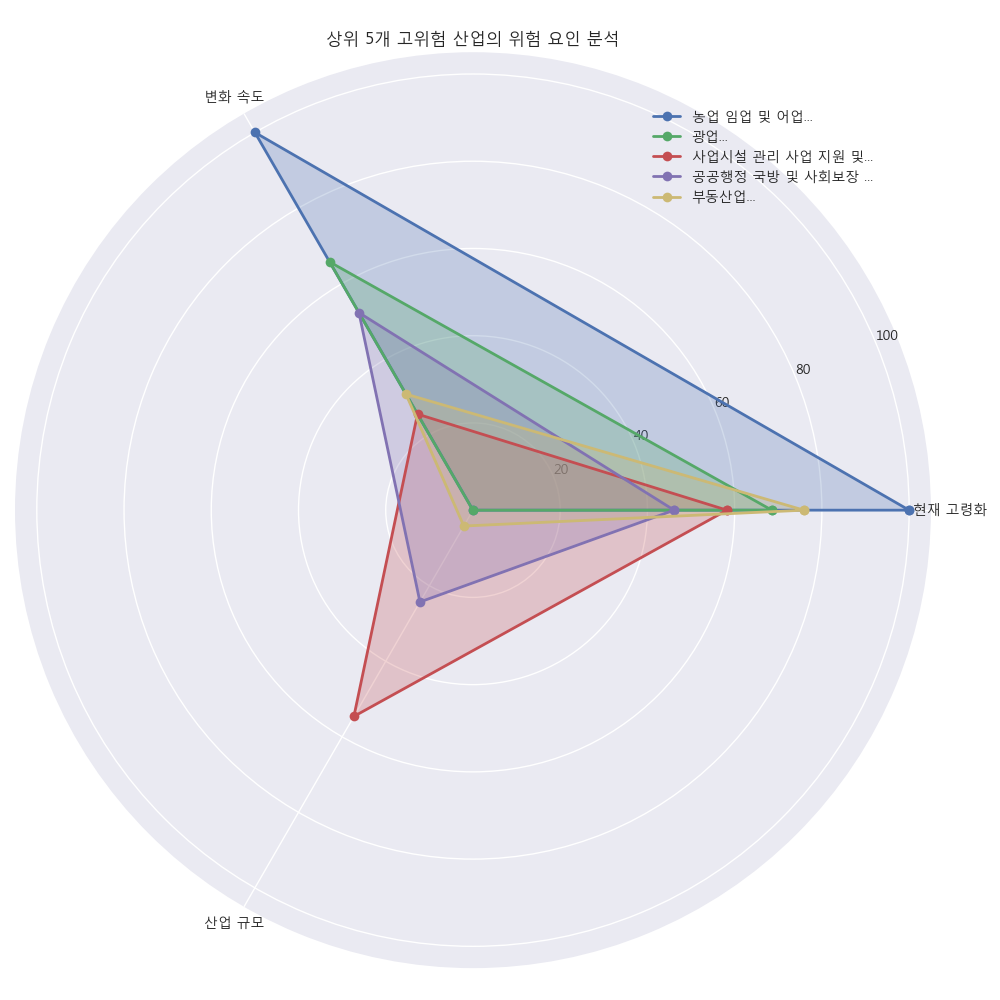 상위 5개 고위험 산업의 위험 요인 분석
변화 속도
농업 임업 및 어업...
광업...
사업시설 관리 사업 지원 및...
공공행정 국방 및 사회보장 ...
부동산업...
100
80
60
40
20
현재 고령화
산업 규모